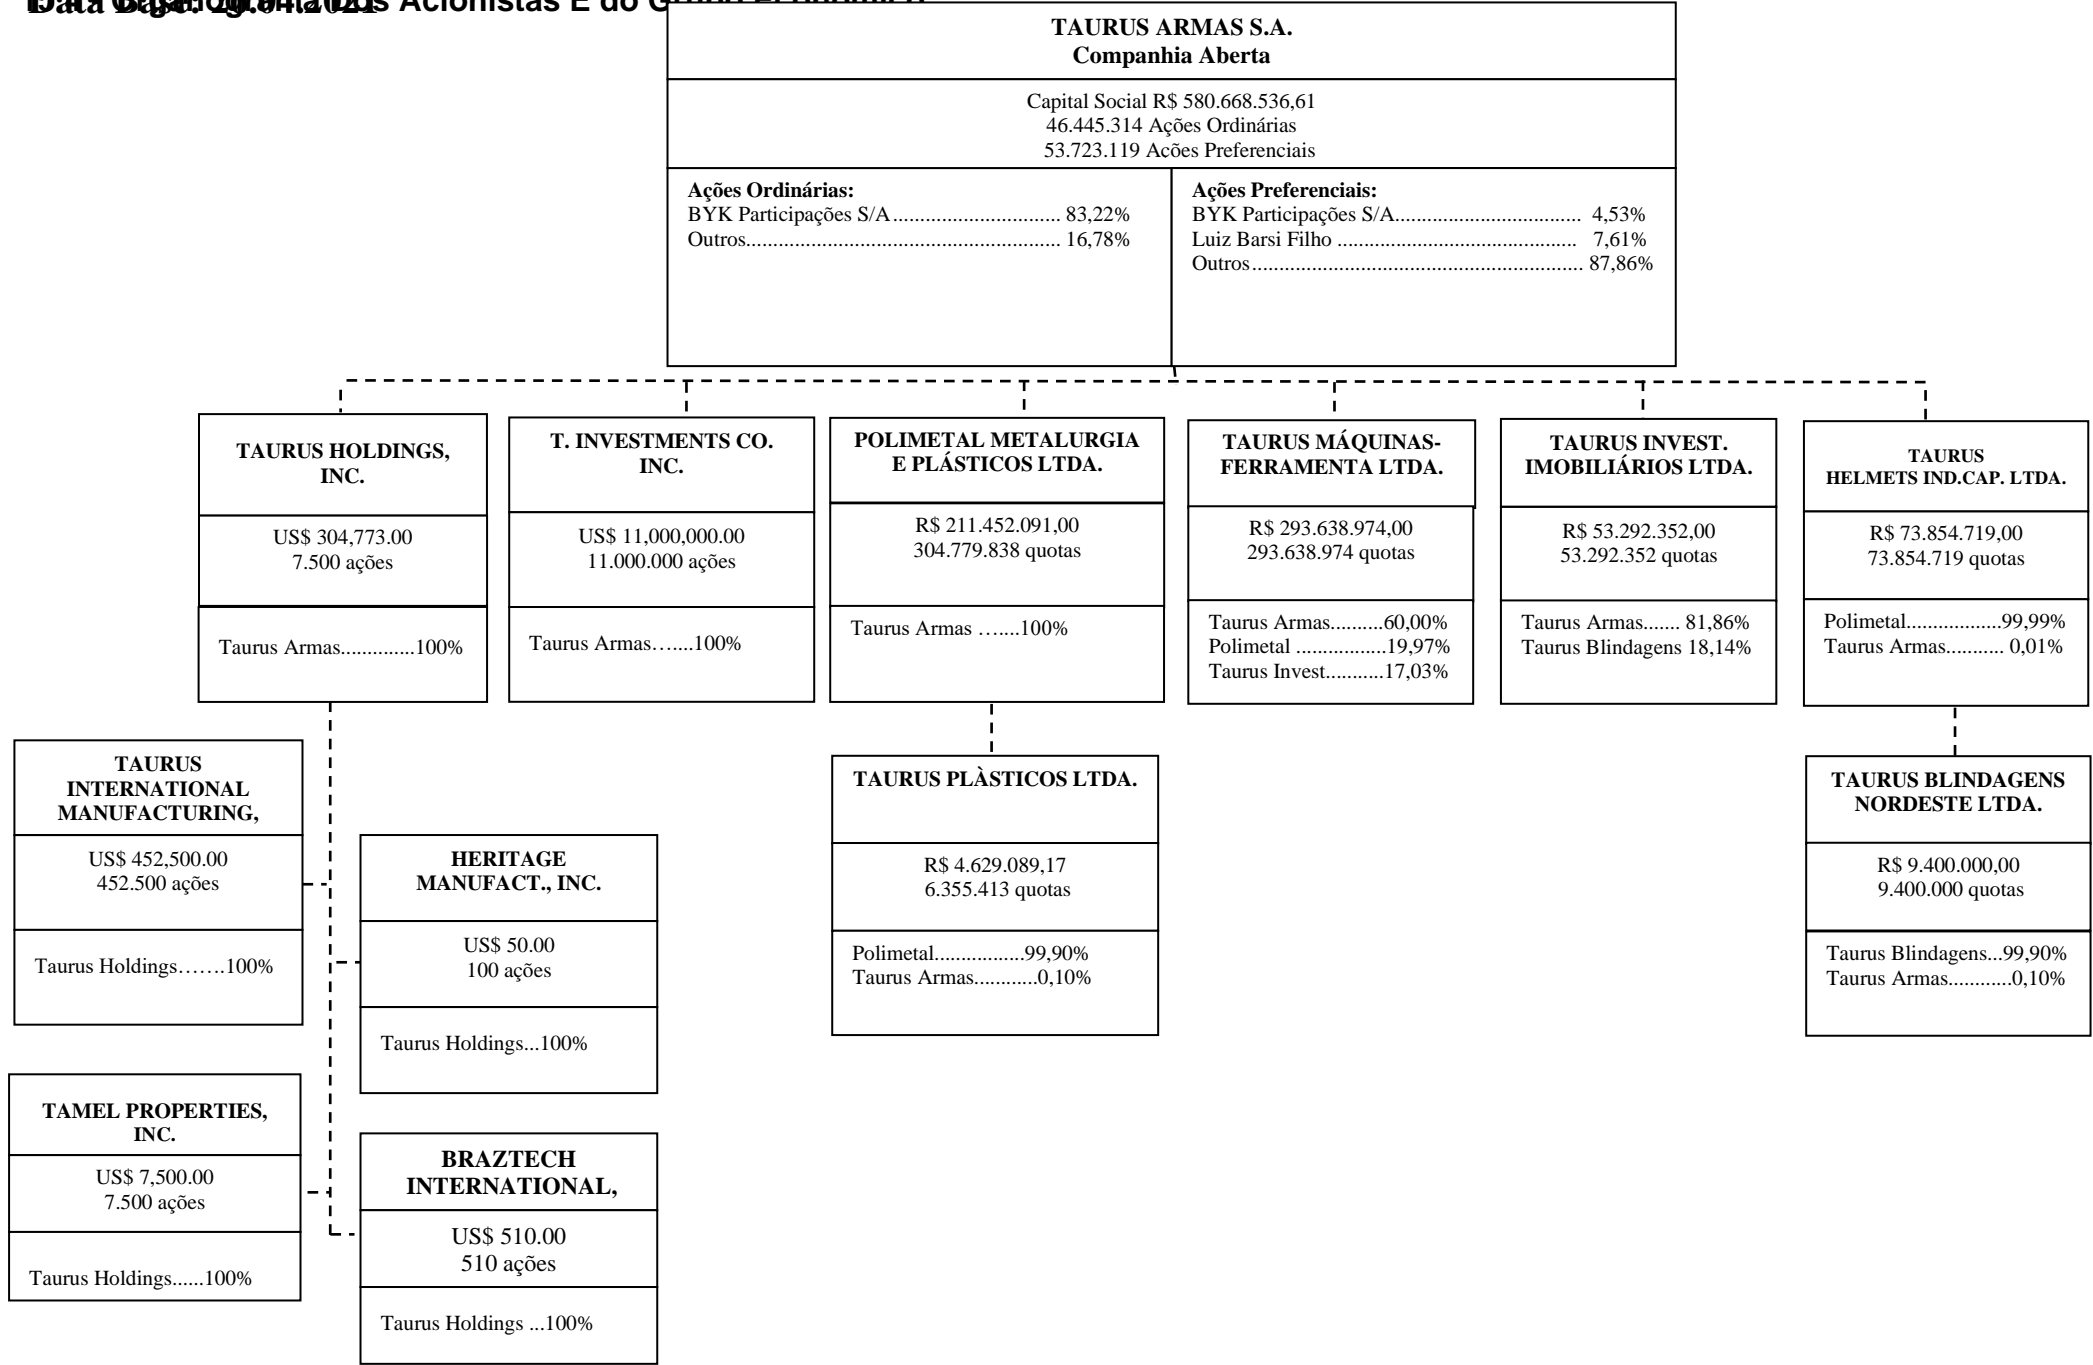 Acionistas E do
TAURUS ARMAS S.A.
Companhia Aberta
Capital Social R$ 580.668.536,61
46.445.314 Ações Ordinárias
53.723.119 Ações Preferenciais
Ações Ordinárias:
BYK Participações S/A............................... 83,22%
Outros......................................................... 16,78%
Ações Preferenciais:
BYK Participações S/A.................................. 4,53%
Luiz Barsi Filho ............................................ 7,61%
Outros............................................................ 87,86%
TAURUS HOLDINGS,
INC.
US$ 304,773.00
7.500 ações
Taurus Armas.............100%
T. INVESTMENTS CO.
INC.
US$ 11,000,000.00
11.000.000 ações
Taurus Armas…....100%
POLIMETAL METALURGIA
E PLÁSTICOS LTDA.
R$ 211.452.091,00
304.779.838 quotas
Taurus Armas …....100%
TAURUS MÁQUINAS-
FERRAMENTA LTDA.
R$ 293.638.974,00
293.638.974 quotas
Taurus Armas..........60,00%
Polimetal .................19,97%
Taurus Invest...........17,03%
TAURUS INVEST.
IMOBILIÁRIOS LTDA.
R$ 53.292.352,00
53.292.352 quotas
Taurus Armas....... 81,86%
Taurus Blindagens 18,14%
TAURUS
HELMETS IND.CAP. LTDA.
R$ 73.854.719,00
73.854.719 quotas
Polimetal..................99,99%
Taurus Armas........... 0,01%
TAURUS
INTERNATIONAL
MANUFACTURING,
US$ 452,500.00
452.500 ações
Taurus Holdings…….100%
HERITAGE
MANUFACT., INC.
US$ 50.00
100 ações
Taurus Holdings...100%
TAURUS PLÀSTICOS LTDA.
R$ 4.629.089,17
6.355.413 quotas
Polimetal.................99,90%
Taurus Armas............0,10%
TAURUS BLINDAGENS
NORDESTE LTDA.
R$ 9.400.000,00
9.400.000 quotas
Taurus Blindagens...99,90%
Taurus Armas............0,10%
TAMEL PROPERTIES,
INC.
US$ 7,500.00
7.500 ações
Taurus Holdings......100%
BRAZTECH
INTERNATIONAL,
US$ 510.00
510 ações
Taurus Holdings ...100%